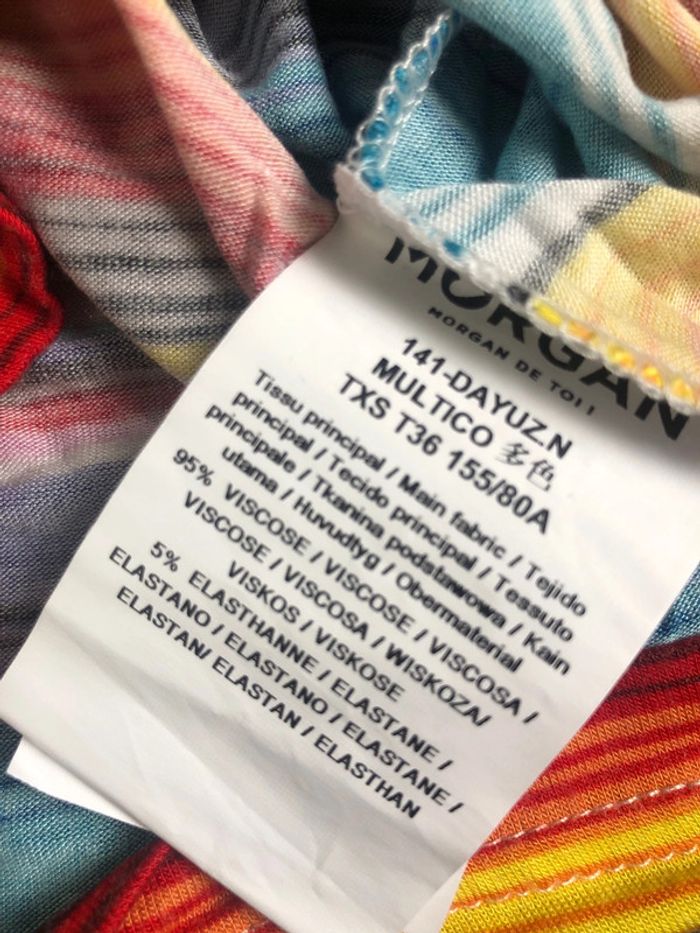 MORGAN
MORGAN DE TOI !
141-DAYUZ.N
MULTICO 多色
TXS T36 155/80A
Tissu principal / Main fabric / Tejido
principal / Tecido principal / Tessuto
principale / Tkanina podstawowa / Kain
utama / Huvudtyg / Obermaterial
95% VISCOSE / VISCOSE / VISCOSA /
VISCOSE / VISCOSA / WISKOZA/
VISKOS / VISKOSE
5% ELASTHANNE / ELASTANE /
ELASTANO / ELASTANO / ELASTANE /
ELASTAN/ ELASTAN / ELASTHAN